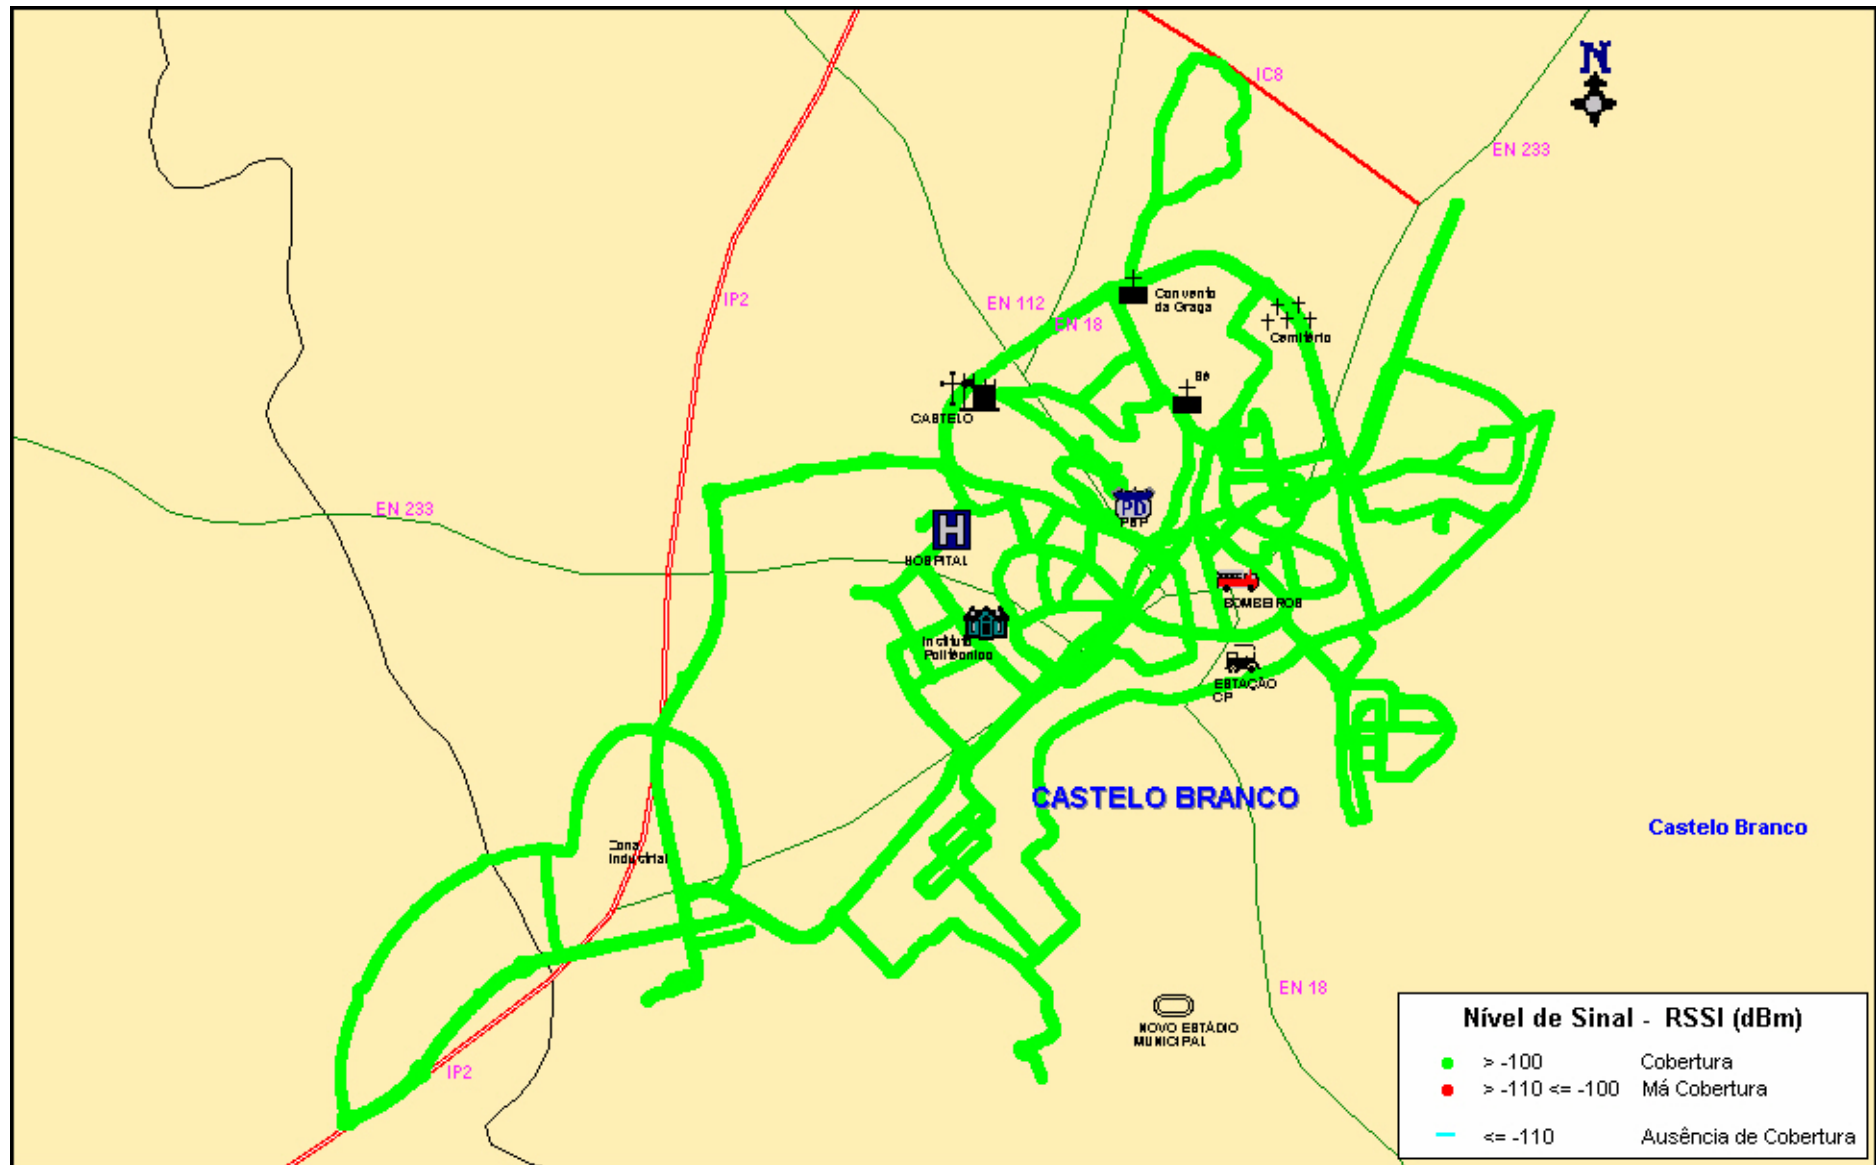 N
IC8
EN 233
IP2
EN 112
EN 18
Convento
da Graça
Cemitério
Sé
CASTELO
EN 233
PD
PSP
H
HOSPITAL
BOMBEIROS
Instituto
Politécnico
ESTAÇÃO
CP
CASTELO BRANCO
Castelo Branco
Zona
Industrial
EN 18
NOVO ESTÁDIO
MUNICIPAL
IP2
Nível de Sinal - RSSI (dBm)
> -100 Cobertura
> -110 <= -100 Má Cobertura
<= -110 Ausência de Cobertura